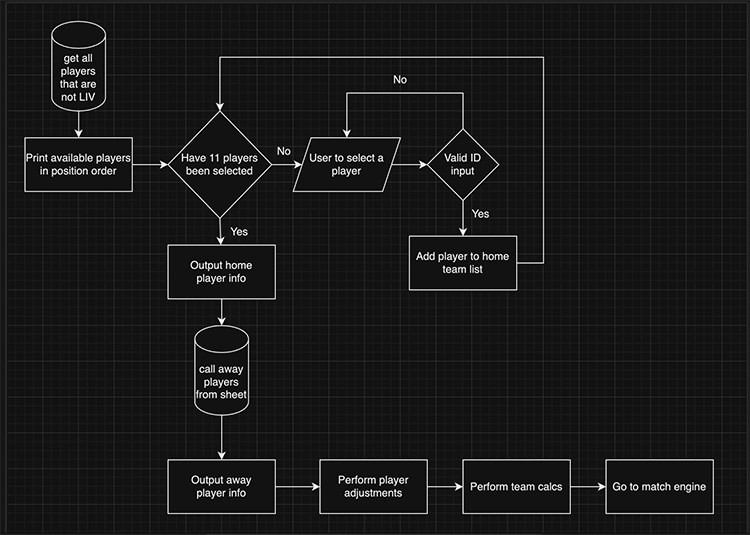 get all
players
that are
not LIV
Print available players
in position order
Have 11 players
been selected
No
User to select a
player
No
Valid ID
input
Yes
Add player to home
team list
Yes
Output home
player info
call away
players
from sheet
Output away
player info
Perform player
adjustments
Perform team calcs
Go to match engine